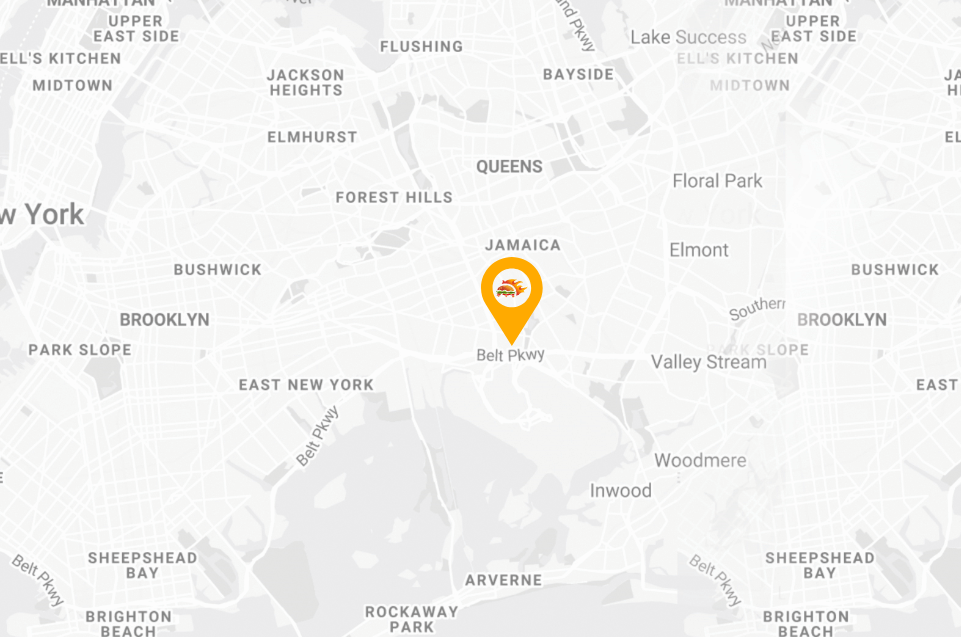 MANHATTAN
MANHATTAN
UPPER
EAST SIDE
UPPER
EAST SIDE
Lake Success
FLUSHING
ELL'S KITCHEN
ELL'S KITCHEN
MIDTOWN
MIDTOWN
JACKSON
HEIGHTS
BAYSIDE
ELMHURST
QUEENS
Floral Park
FOREST HILLS
w York
JAMAICA
Elmont
BUSHWICK
BUSHWICK
Southern
BROOKLYN
BROOKLYN
PARK SLOPE
PARK SLOPE
Belt Pkwy
Valley Stream
EAST NEW YORK
EAST
Belt Pkwy
Woodmere
Inwood
SHEEPSHEAD
BAY
SHEEPSHEAD
BAY
Belt Pkwy
Belt Pkwy
ARVERNE
ROCKAWAY
PARK
BRIGHTON
BEACH
BRIGHTON
BEACH